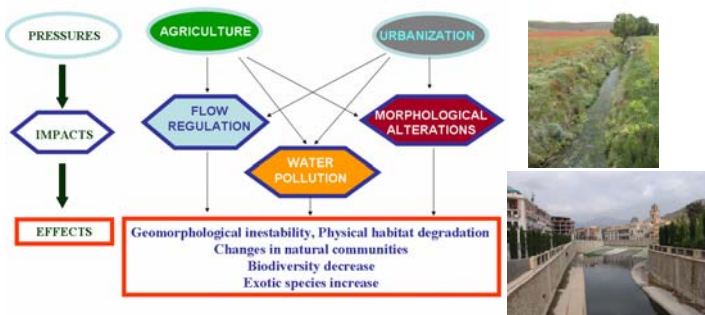 PRESSURES
AGRICULTURE
URBANIZATION
IMPACTS
FLOW
REGULATION
MORPHOLOGICAL
ALTERATIONS
WATER
POLLUTION
EFFECTS
Geomorphological inestability, Physical habitat degradation
Changes in natural communities
Biodiversity decrease
Exotic species increase